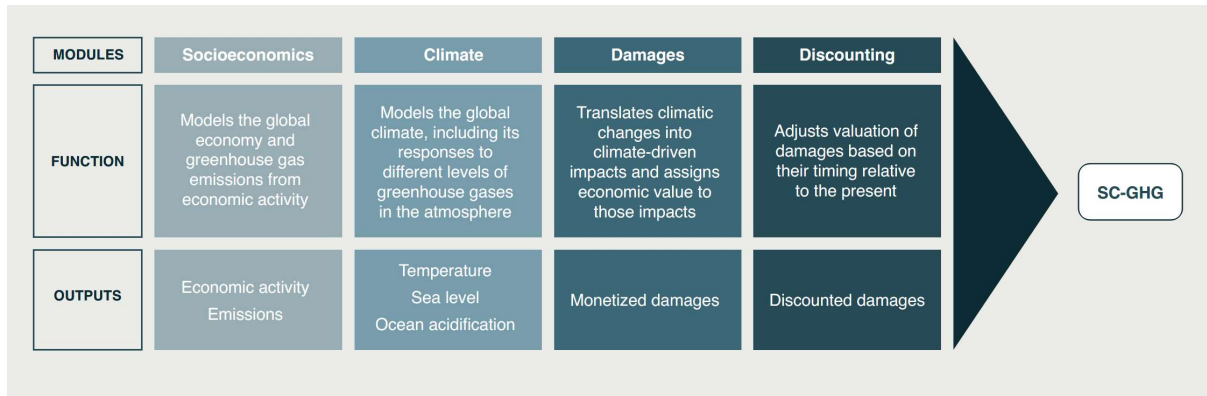 MODULES
Socioeconomics
Climate
Damages
Discounting
FUNCTION
Models the global
economy and
greenhouse gas
emissions from
economic activity
Models the global
climate, including its
responses to
different levels of
greenhouse gases
in the atmosphere
Translates climatic
changes into
climate-driven
impacts and assigns
economic value to
those impacts
Adjusts valuation of
damages based on
their timing relative
to the present
SC-GHG
OUTPUTS
Economic activity
Emissions
Temperature
Sea level
Ocean acidification
Monetized damages
Discounted damages